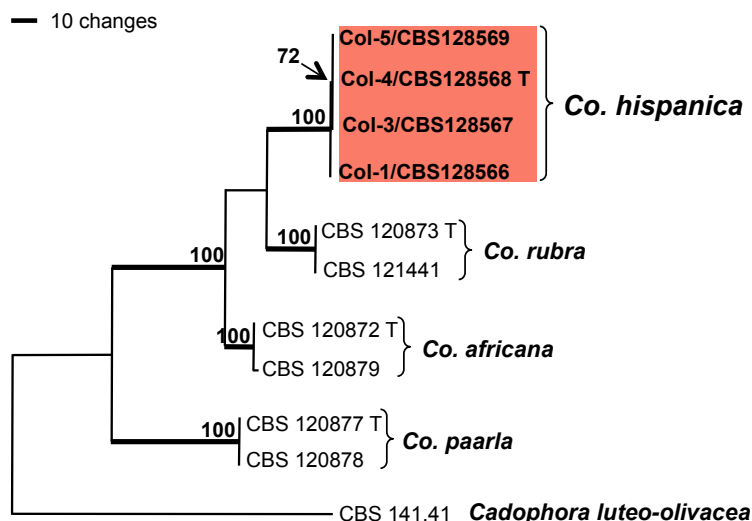 10 changes
Col-5/CBS128569
72
Col-4/CBS128568 T
Co. hispanica
100
Col-3/CBS128567
Col-1/CBS128566
CBS 120873 T
100
Co. rubra
CBS 121441
100
CBS 120872 T
100
Co. africana
CBS 120879
CBS 120877 T
100
Co. paarla
CBS 120878
CBS 141.41 Cadophora luteo-olivacea